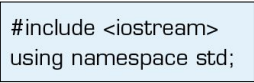 #include <iostream>
using namespace std;